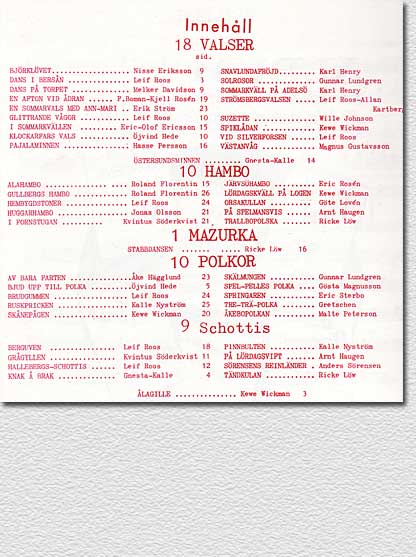 Innehåll
18 VALSER
sid.
BJÖRKLÖVET.................. Nisse Eriksson 9
DANS I BERSÅN ............... Leif Roos 3
DANS PÅ TORPET .............. Melker Davidson 9
EN AFTON VID ÅDRAN ...... P.Roman-Kjell Rosén 19
EN SOMMARVALS MED ANN-MARI .. Erik Ström 23
GLITTRANDE VÅGOR ............ Leif Roos 10
I SOMMARKVÄLLEN ....... Eric-Olof Ericsson 15
KLOCKARFARS VALS ............ Öjvind Hede 10
PAJALAMINNEN ................ Hasse Persson 16
SNAVLUNDAFRÖJD......... Karl Henry
SOLROSOR .............. Gunnar Lundgren
SOMMARKVÄLL PÅ ADELSÖ Karl Henry
STRÖMSBERGSVALSEN ..... Leif Roos-Allan
Kartberg
SUZETTE ............... Wille Johnson
SPIKLÅDAN ............. Kewe Wickman
VID SILVERFORSEN ...... Leif Roos
VÄSTANVÅG ............. Magnus Gustavsson
ÖSTERSUNDSMINNEN ........ Gnesta-Kalle 14
10 HAMBO
ALAHAMBO ............... Roland Florentin 15
GULLBERGS HAMBO ........ Roland Florentin 26
HEMBYGDSTONER .......... Leif Roos 24
HUGGARHAMBO ............ Jonas Olsson 21
I FORNSTUGAN .......... Kvintus Söderkvist 21
JÄRVSÖHAMBO ........... Eric Rosén
LÖRDAGSKVÄLL PÅ LOGEN Kewe Wickman
ORSAKULLAN ............ Göte Lovén
PÅ SPELMANSVIS ........ Arnt Haugen
TRALLBOPOLSKA ......... Ricke Löw
1 MAZURKA
STABBDANSEN ..... ..... Ricke Löw 16
10 POLKOR
AV BARA FARTEN .............. Åke Hägglund 23
BJUD UPP TILL POLKA ......... Öjvind Hede 5
BRUDGUMMEN .................. Leif Roos 24
RUSKPRICKEN ................. Kalle Nyström 25
SKÅNEPÅGEN .................. Kewe Wickman 20
SKÄLMUNGEN ............ Gunnar Lundgren
SPEL-PELLES POLKA ..... Gösta Magnusson
SPRINGAREN ............ Eric Sterbo
TRE-TRÅ-POLKA ......... Gretschen
ÅKEBOPOLKAN ........... Malte Peterson
9 Schottis
BERGUVEN ............... Leif Roos 18
GRÅGYLLEN .............. Kvintus Söderkvist 11
HALLEBERGS-SCHOTTIS ...... Leif Roos 12
KNAK Å BRAK ............ Gnesta-Kalle 4
PINNBULTEN ............ Kalle Nyström
PÅ LÖRDAGSVIFT ....... Arnt Haugen
SÖRENSENS REINLÄNDER . Anders Sörensen
TÄNDKULAN ............. Ricke Löw
ÅLAGILLE ............... Kewe Wickman 3